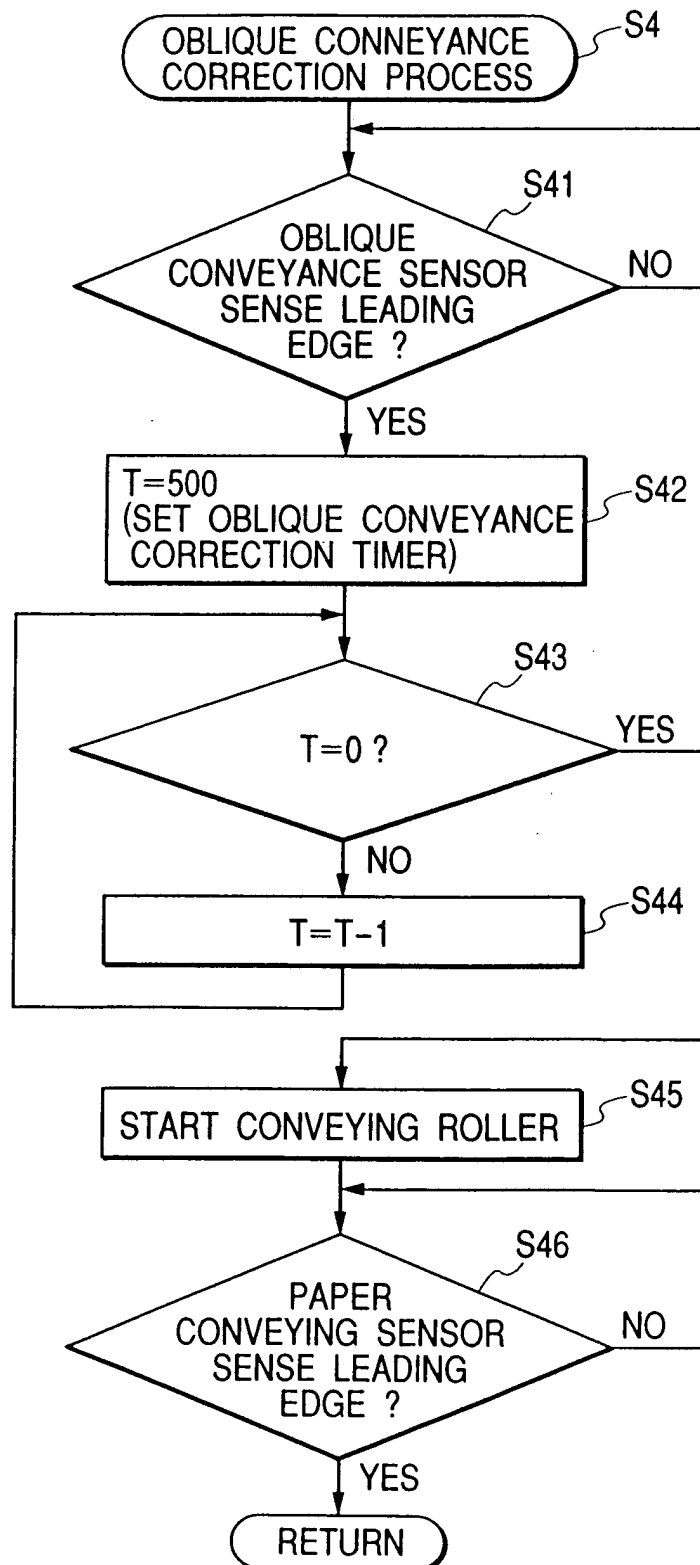 OBLIQUE CONNEYANCE
CORRECTION PROCESS
S4
S41
OBLIQUE
CONVEYANCE SENSOR
SENSE LEADING
EDGE ?
NO
YES
T=500
(SET OBLIQUE CONVEYANCE
CORRECTION TIMER)
S42
S43
T=0 ?
YES
NO
T=T-1
S44
START CONVEYING ROLLER
S45
S46
PAPER
CONVEYING SENSOR
SENSE LEADING
EDGE ?
NO
YES
RETURN